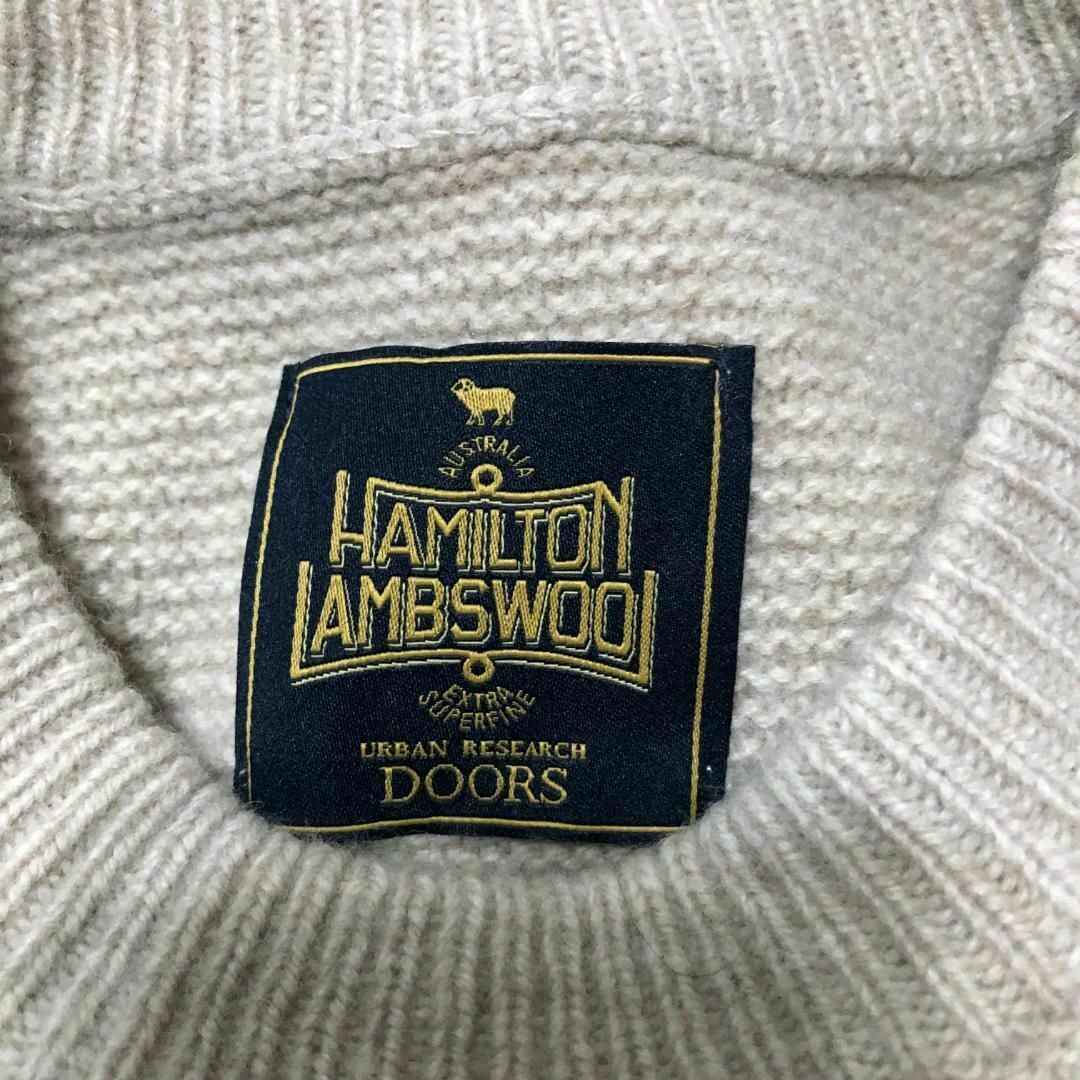 AUSTRALIA
HAMILTON
LAMBSWOOL
EXTRA
SUPERFINE
URBAN RESEARCH
DOORS